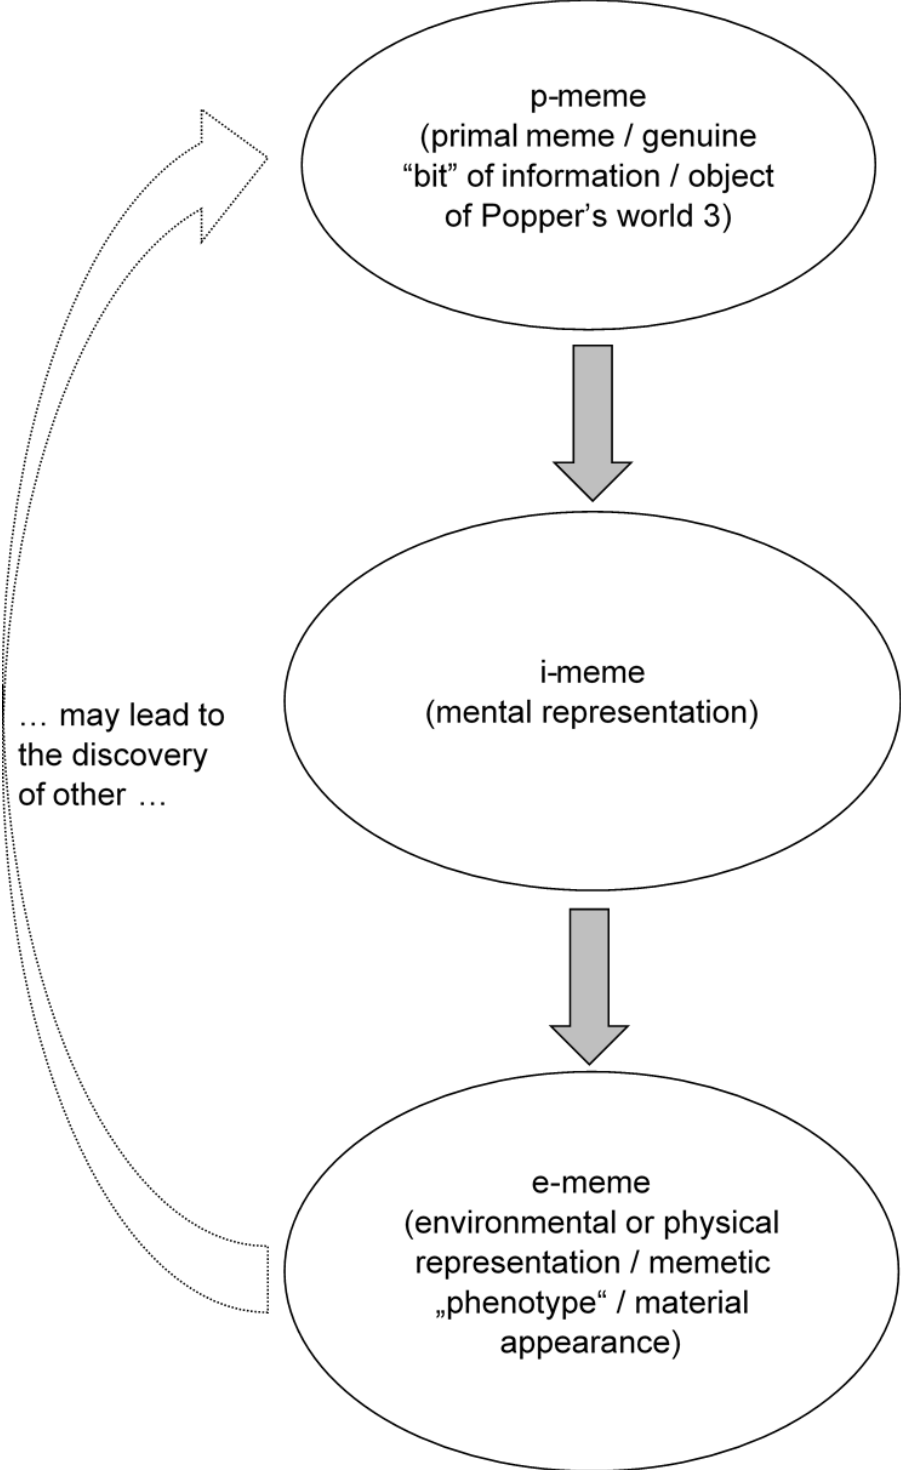 p-meme
(primal meme / genuine
“bit” of information / object
of Popper’s world 3)
i-meme
(mental representation)
… may lead to
the discovery
of other …
e-meme
(environmental or physical
representation / memetic
„phenotype“ / material
appearance)